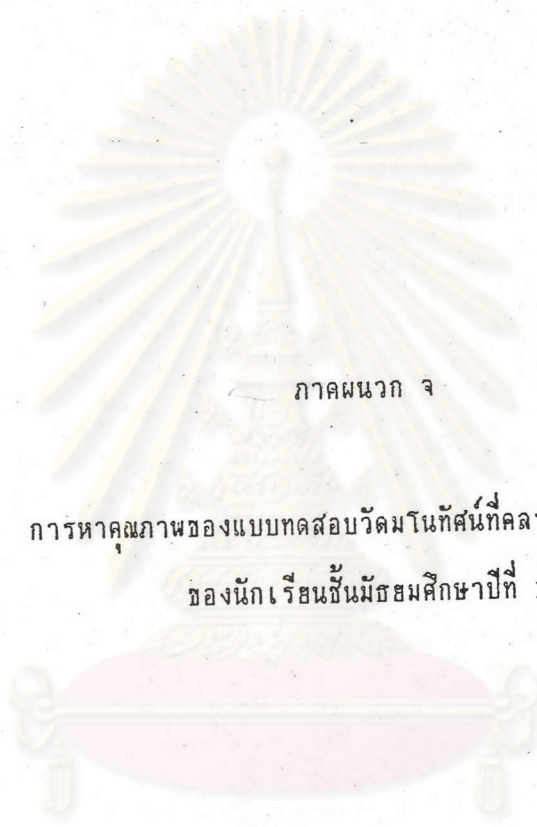 ภาคผนวก จ
การหาคุณภาพของแบบทดสอบวัดมโนทัศน์ที่คล
ของนักเรียนชั้นมัธยมศึกษาปีที่